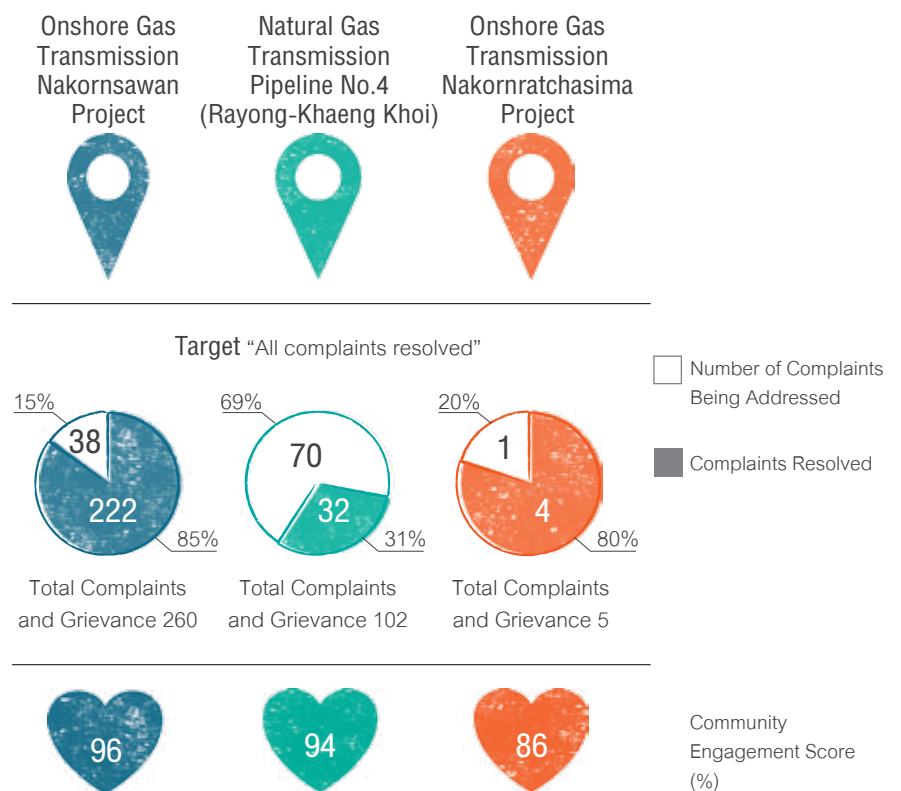 Onshore Gas
Transmission
Nakornsawan
Project
Natural Gas
Transmission
Pipeline No.4
(Rayong-Khaeng Khoi)
Onshore Gas
Transmission
Nakornratchasima
Project
Target “All complaints resolved”
Number of Complaints
Being Addressed
Complaints Resolved
15%
38
222
85%
Total Complaints
and Grievance 260
69%
70
32
31%
Total Complaints
and Grievance 102
20%
1
4
80%
Total Complaints
and Grievance 5
96
94
86
Community
Engagement Score
(%)